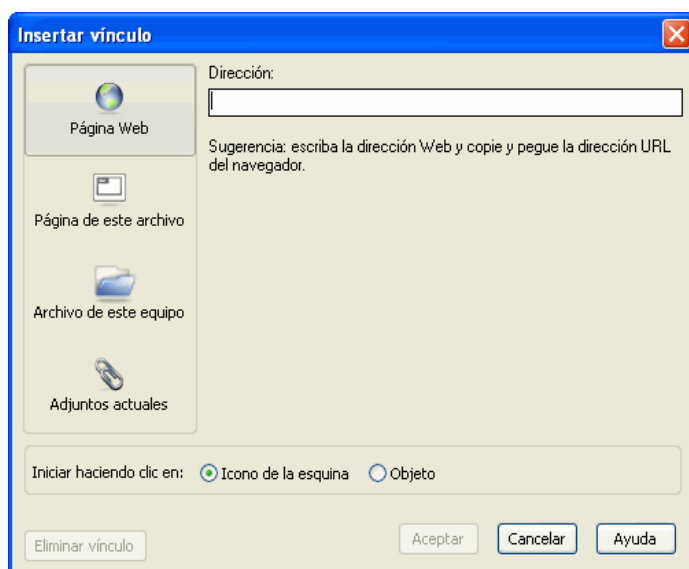 Insertar vínculo
Dirección:
Página Web
Sugerencia: escriba la dirección Web y copie y pegue la dirección URL
del navegador.
Página de este archivo
Archivo de este equipo
Adjuntos actuales
Iniciar haciendo clic en: Icono de la esquina Objeto
Eliminar vínculo Aceptar Cancelar Ayuda